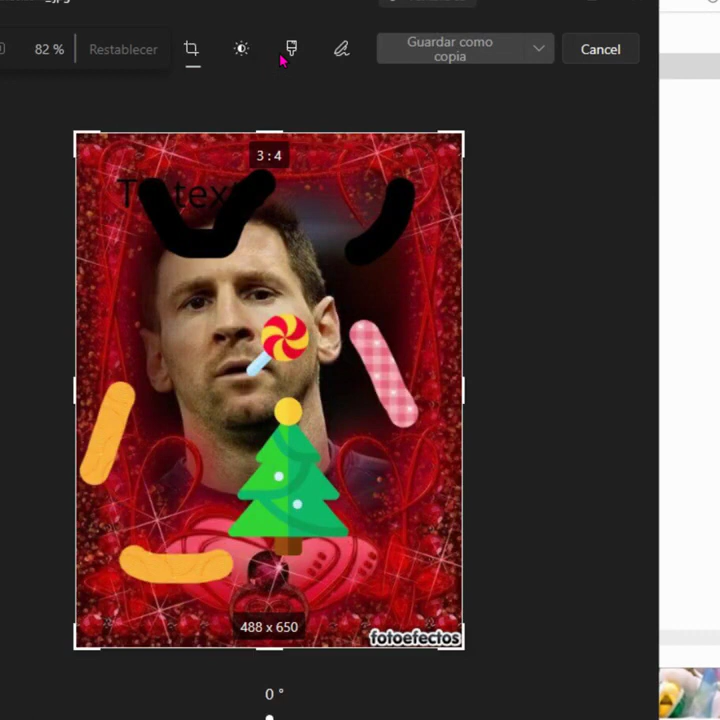 82 %
Restablecer
Guardar como
copia
Cancel
3 : 4
488 x 650
fotoefectos
0 °